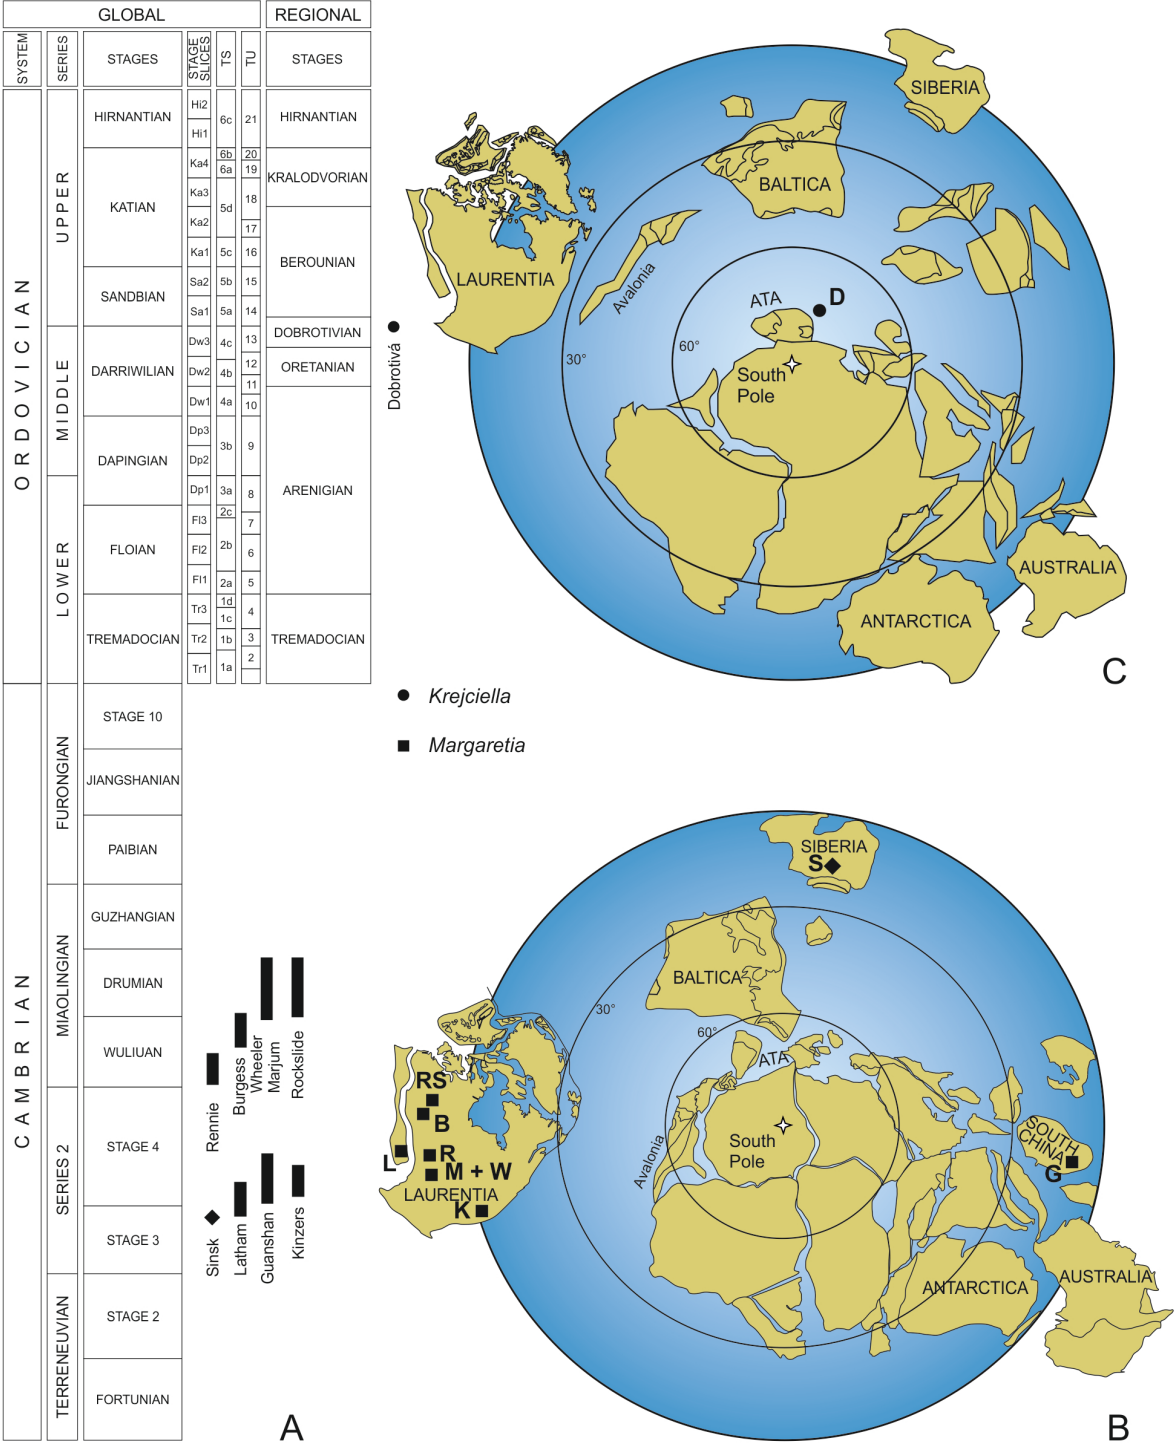 GLOBAL
REGIONAL
SYSTEM
SERIES
STAGES
STAGE
SLICES
TS
TU
STAGES
ORDOVICIAN
UPPER
MIDDLE
LOWER
HIRNANTIAN
KATIAN
SANDBIAN
DARRIWILIAN
DAPINGIAN
FLOIAN
TREMADOCIAN
Hi2
Hi1
Ka4
Ka3
Ka2
Ka1
Sa2
Sa1
Dw3
Dw2
Dw1
Dp3
Dp2
Dp1
Fl3
Fl2
Fl1
Tr3
Tr2
Tr1
6c
6b
6a
5d
5c
5b
5a
4c
4b
4a
3b
3a
2c
2b
2a
1d
1c
1b
1a
21
20
19
18
17
16
15
14
13
12
11
10
9
8
7
6
5
4
3
2
HIRNANTIAN
KRALODVORIAN
BEROUNIAN
DOBROTIVIAN
ORETANIAN
ARENIGIAN
TREMADOCIAN
Dobrotivá
CAMBRIAN
FURONGIAN
MIAOLINGIAN
SERIES 2
TERRENEUVIAN
STAGE 10
JIANGSHANIAN
PAIBIAN
GUZHANGIAN
DRUMIAN
WULIUAN
STAGE 4
STAGE 3
STAGE 2
FORTUNIAN
Rennie
Burgess
Wheeler
Marjum
Rockslide
Sinsk
Latham
Guanshan
Kinzers
A
SIBERIA
BALTICA
LAURENTIA
Avalonia
ATA
D
30°
60°
South
Pole
AUSTRALIA
ANTARCTICA
C
Krejciella
Margaretia
SIBERIA
S
BALTICA
30°
60°
ATA
RS
B
L
R
M + W
LAURENTIA
K
Avalonia
South
Pole
SOUTH
CHINA
G
ANTARCTICA
AUSTRALIA
B